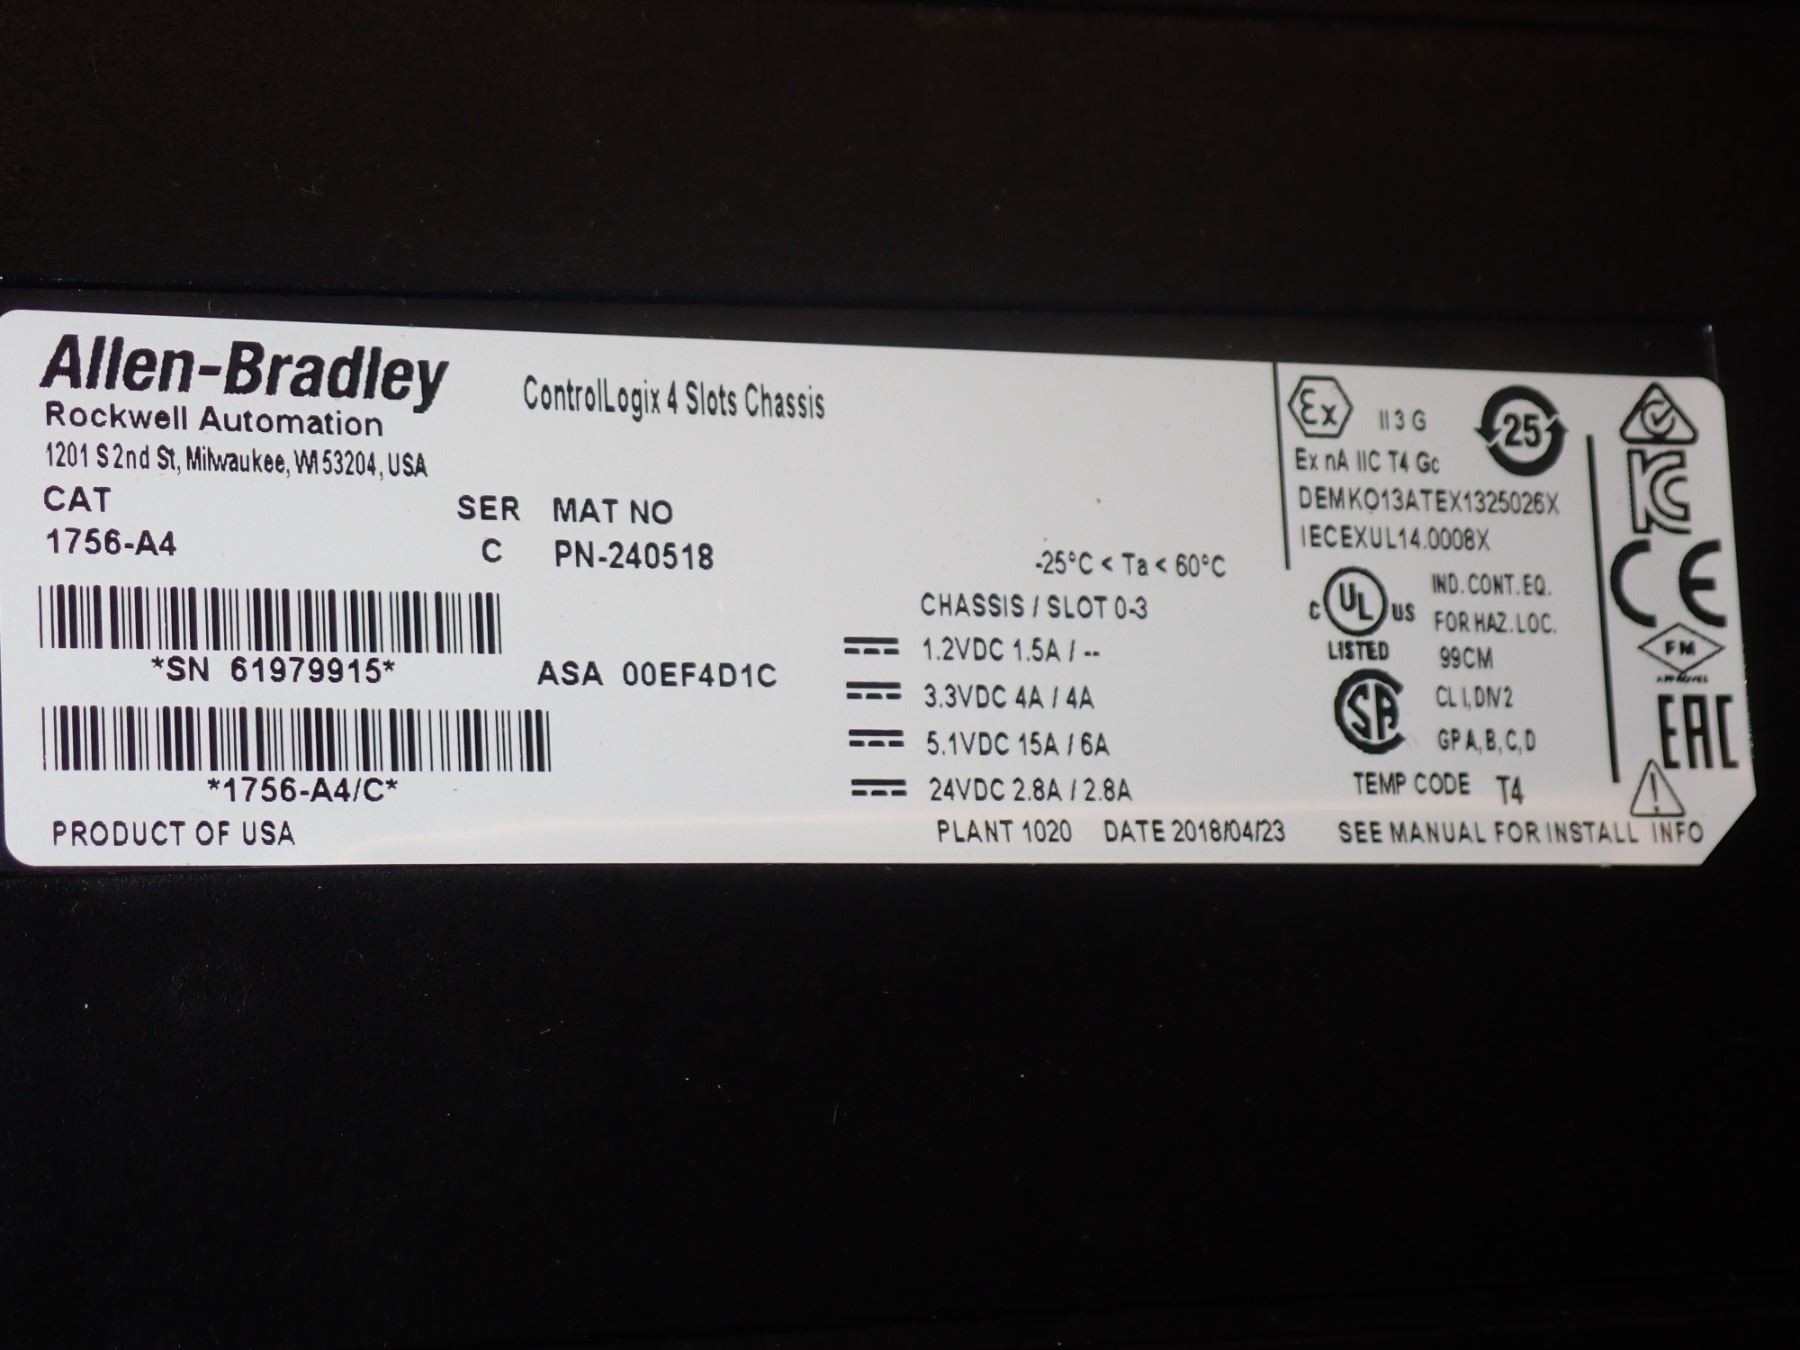 Allen-Bradley
Rockwell Automation
1201 S 2nd St, Milwaukee, WI 53204, USA
ControlLogix 4 Slots Chassis
CAT SER MAT NO
1756-A4 C PN-240518
*SN 61979915*
ASA 00EF4D1C
*1756-A4/C*
PRODUCT OF USA
-25°C < Ta < 60°C
CHASSIS / SLOT 0-3
1.2VDC 1.5A / --
3.3VDC 4A / 4A
5.1VDC 15A / 6A
24VDC 2.8A / 2.8A
PLANT 1020 DATE 2018/04/23
Ex II 3 G
25
Ex nA IIC T4 Gc
DEMKO13ATEX1325026X
IECEXUL14.0008X
C UL US
LISTED
IND. CONT. EQ.
FOR HAZ. LOC.
99CM
CL I, DIV 2
GP A, B, C, D
SA
TEMP CODE T4
CE
FM
APPROVED
EAC
SEE MANUAL FOR INSTALL INFO